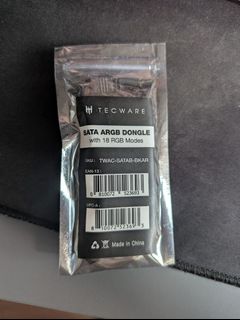 TECWARE
SATA ARGB DONGLE
with 18 RGB Modes
SKU : TWAC-SATAB-BKAR
EAN-13 :
UPC-A :
Made in China